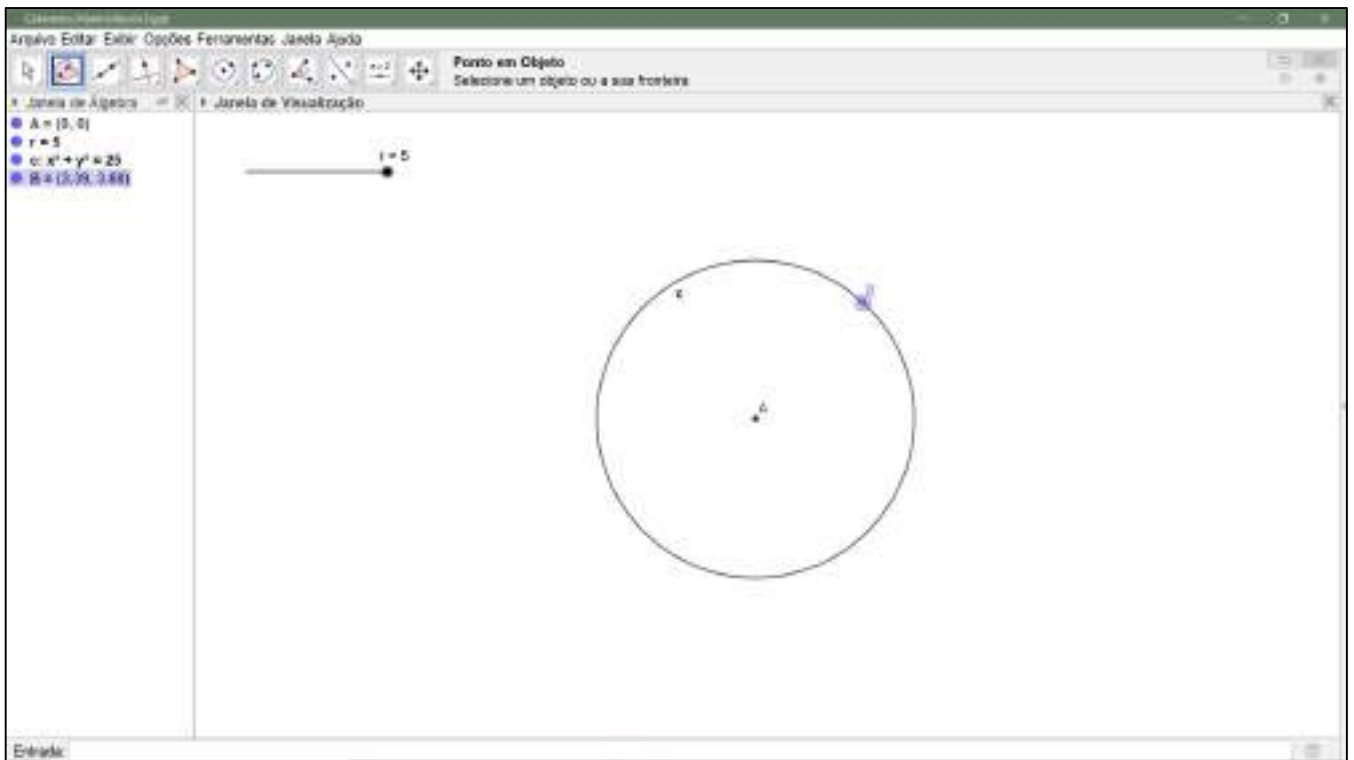 Arquivo Editar Exibir Opções Ferramentas Janela Ajuda
Ponto em Objeto
Selecione um objeto ou a sua fronteira
Janela de Álgebra
Janela de Visualização
A = (0, 0)
r = 5
c: x² + y² = 25
B = (3.39, 3.68)
r = 5
c
B
A
Entrada: